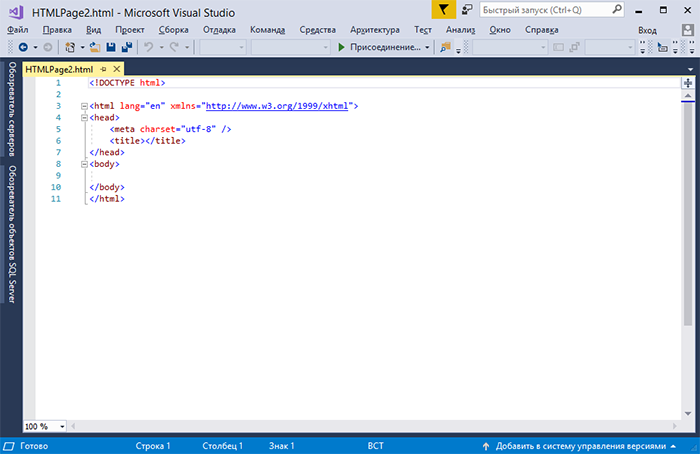 HTMLPage2.html - Microsoft Visual Studio
Быстрый запуск (Ctrl+Q)
Файл Правка Вид Проект Сборка Отладка Команда Средства Архитектура Тест Анализ Окно Справка Вход
Присоединение...
HTMLPage2.html
Обозреватель серверов
Обозреватель объектов SQL Server
1 <!DOCTYPE html>
2
3 <html lang="en" xmlns="http://www.w3.org/1999/xhtml">
4 <head>
5 <meta charset="utf-8" />
6 <title></title>
7 </head>
8 <body>
9
10 </body>
11 </html>
100 %
Готово Строка 1 Столбец 1 Знак 1 ВСТ Добавить в систему управления версиями